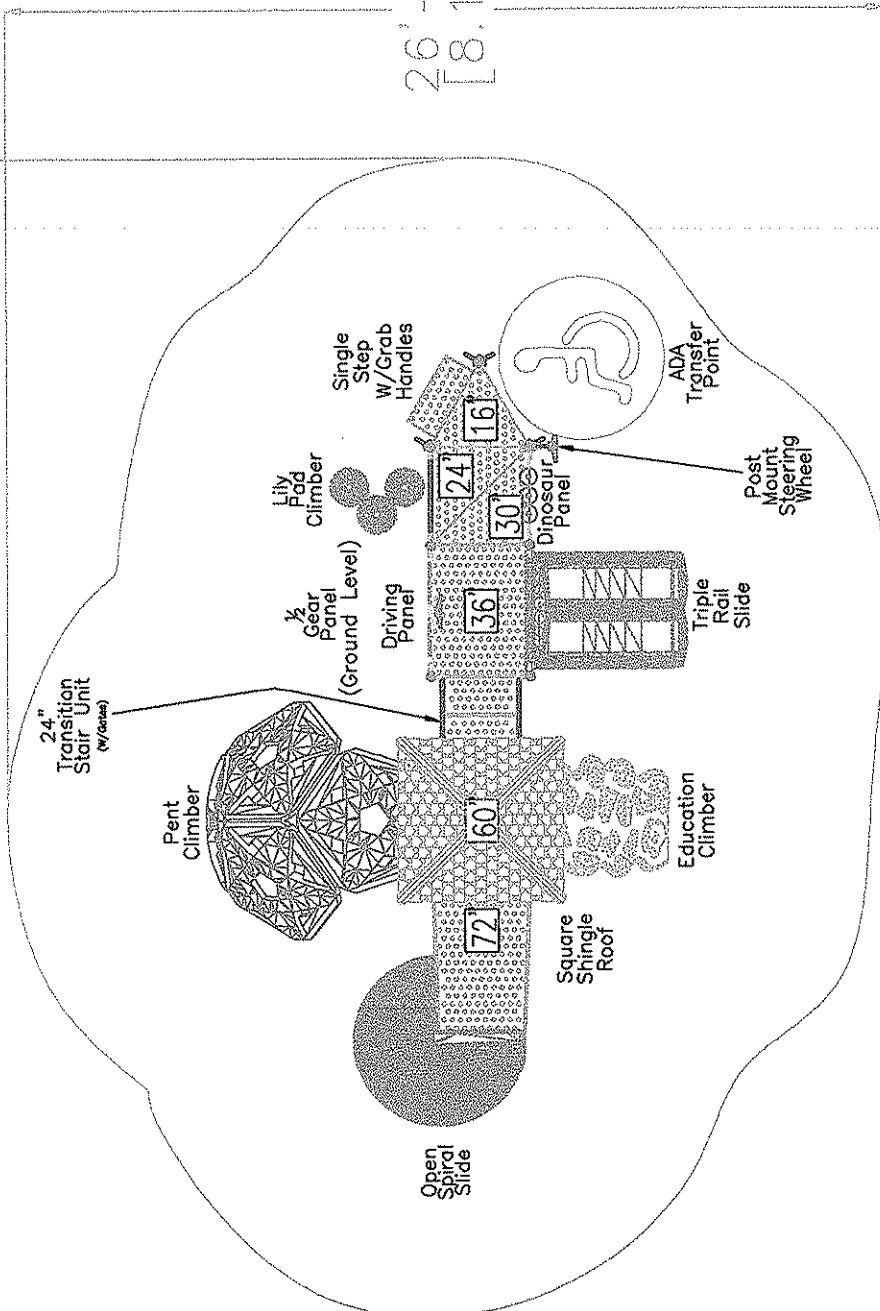 26' -
[8.1
Single
Step
W/Grab
Handles
16"
ADA
Transfer
Point
Lily
Pad
Climber
24"
30"
Dinosaur
Panel
Post
Mount
Steering
Wheel
½
Gear
Panel
(Ground Level)
Driving
Panel
36"
Triple
Rail
Slide
24"
Transition
Stair Unit
(W/Gates)
Pent
Climber
60"
Education
Climber
72"
Square
Shingle
Roof
Open
Spiral
Slide